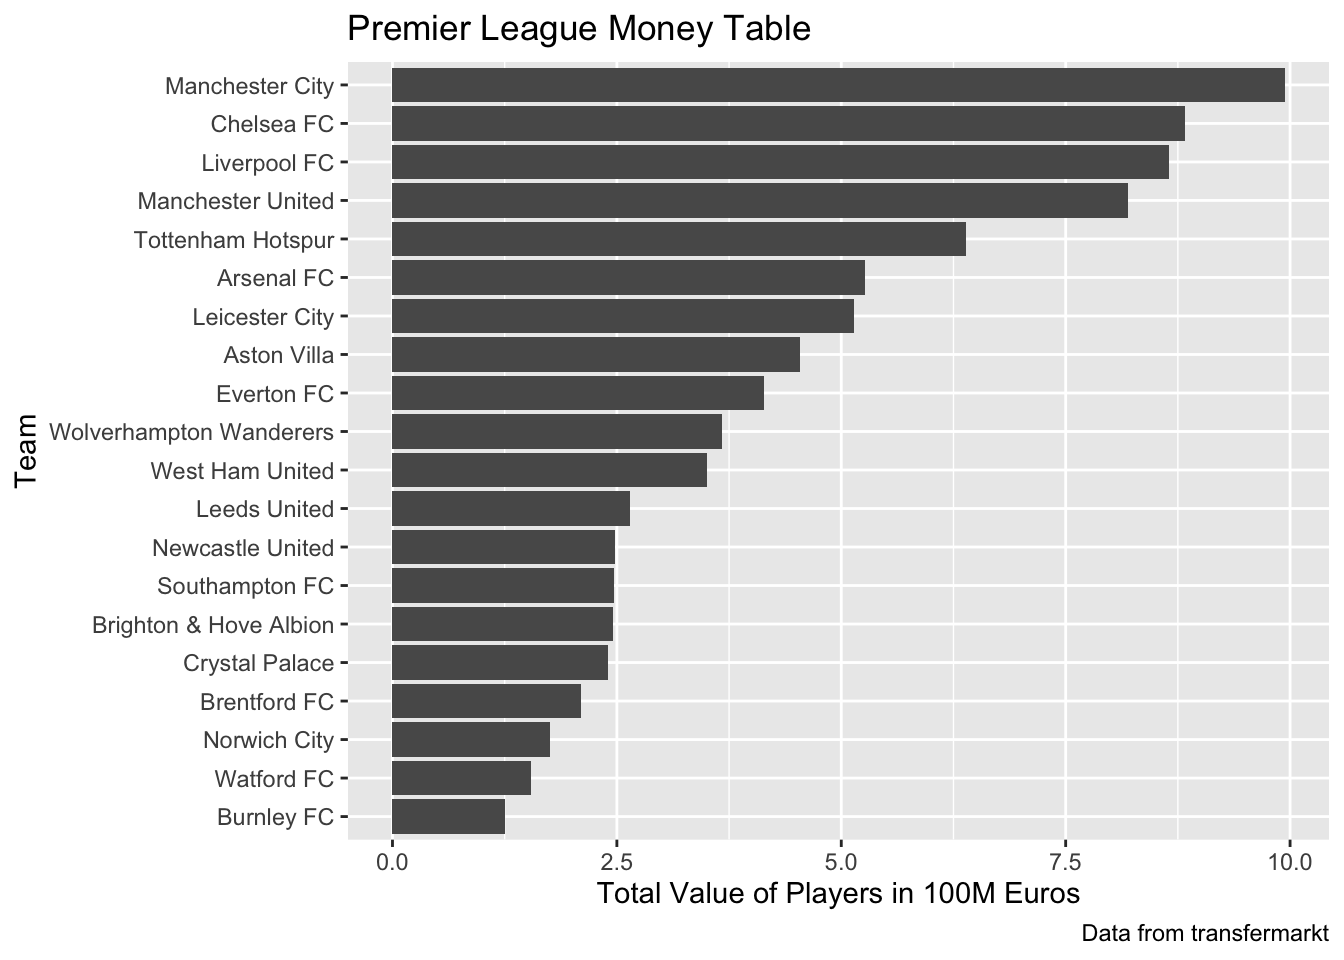 Premier League Money Table
Team
Manchester City
Chelsea FC
Liverpool FC
Manchester United
Tottenham Hotspur
Arsenal FC
Leicester City
Aston Villa
Everton FC
Wolverhampton Wanderers
West Ham United
Leeds United
Newcastle United
Southampton FC
Brighton & Hove Albion
Crystal Palace
Brentford FC
Norwich City
Watford FC
Burnley FC
0.0 2.5 5.0 7.5 10.0
Total Value of Players in 100M Euros
Data from transfermarkt